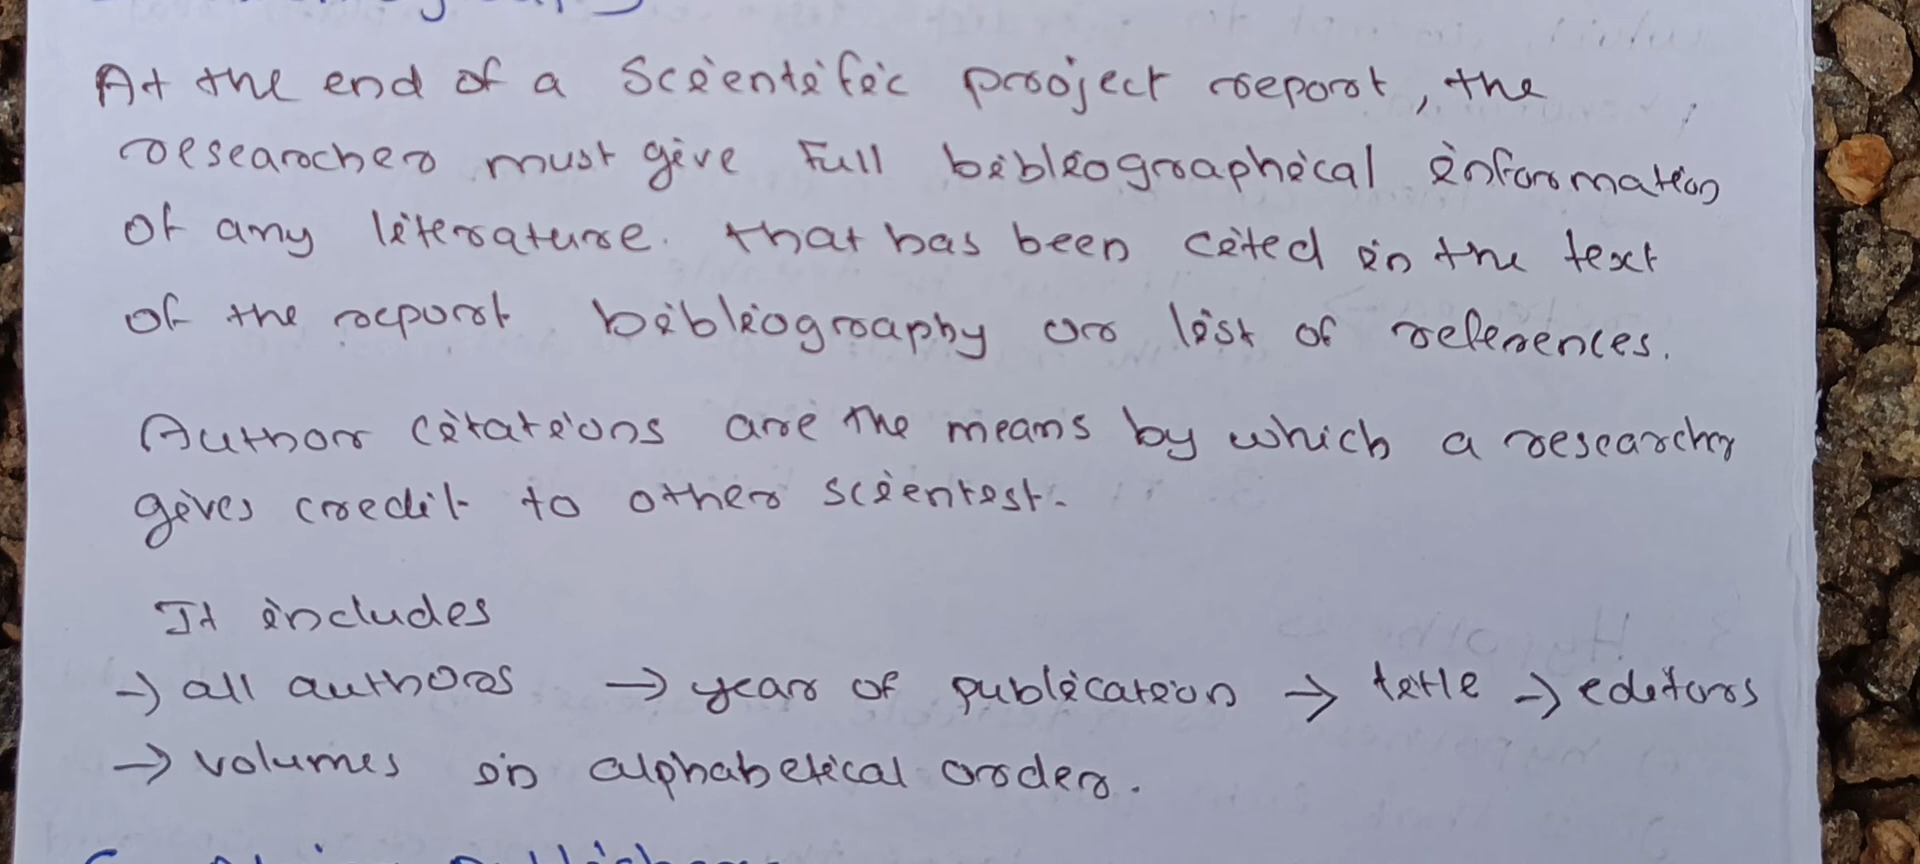 At the end of a Scientific project report, the
researcher must give Full bibliographical information
of any literature. that has been cited in the text
of the report bibliography or list of references.
Author citations are the means by which a researcher
gives credit to other scientest.
It includes
→ all authors → year of publication → title → editors
→ volumes in alphabetical order.